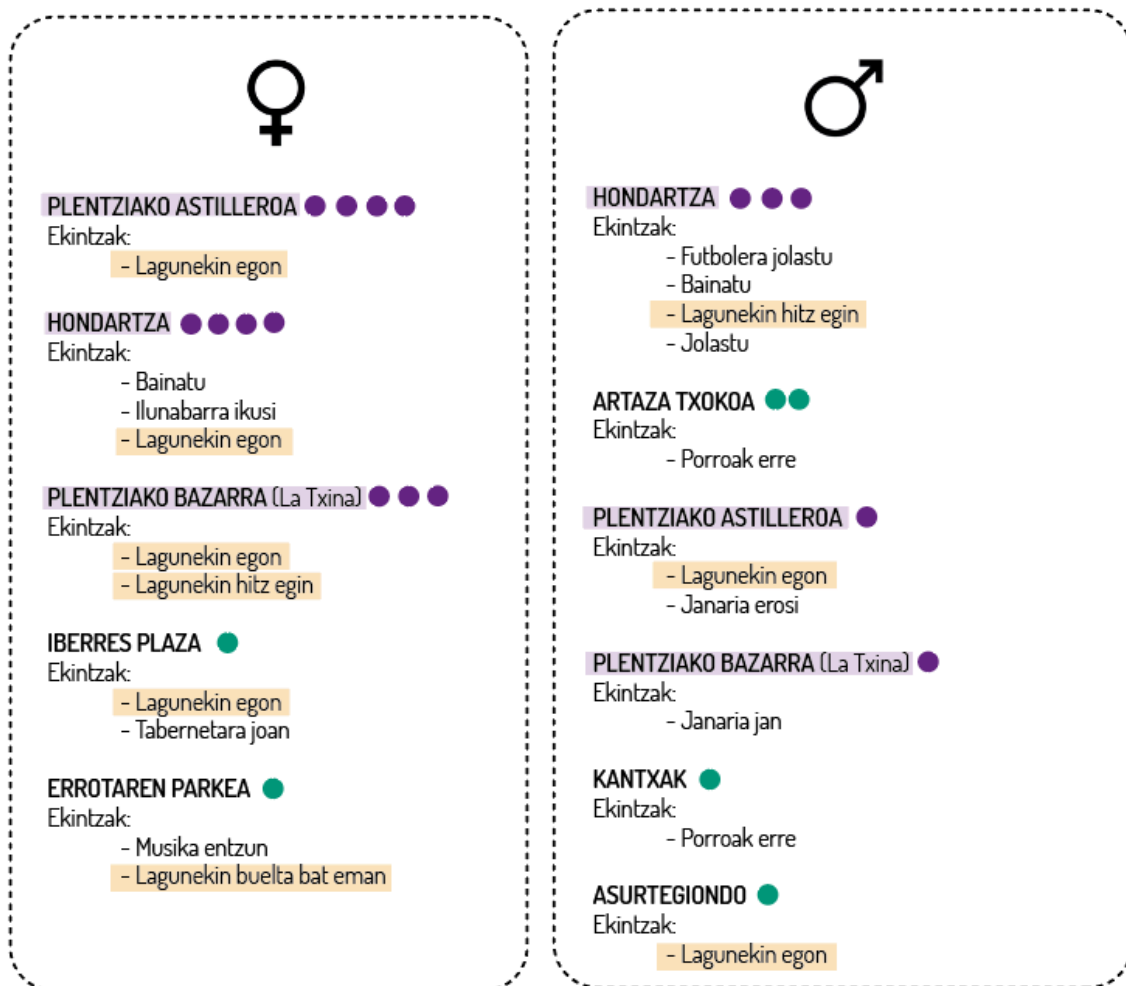 PLENTZIAKO ASTILLEROA
Ekintzak:
- Lagunekin egon
HONDARTZA
Ekintzak:
- Bainatu
- Ilunabarra ikusi
- Lagunekin egon
PLENTZIAKO BAZARRA (La Txina)
Ekintzak:
- Lagunekin egon
- Lagunekin hitz egin
IBERRES PLAZA
Ekintzak:
- Lagunekin egon
- Tabernetara joan
ERROTAREN PARKEA
Ekintzak:
- Musika entzun
- Lagunekin buelta bat eman
HONDARTZA
Ekintzak:
- Futbolera jolastu
- Bainatu
- Lagunekin hitz egin
- Jolastu
ARTAZA TXOKOA
Ekintzak:
- Porroak erre
PLENTZIAKO ASTILLEROA
Ekintzak:
- Lagunekin egon
- Janaria erosi
PLENTZIAKO BAZARRA (La Txina)
Ekintzak:
- Janaria jan
KANTXAK
Ekintzak:
- Porroak erre
ASURTEGIONDO
Ekintzak:
- Lagunekin egon